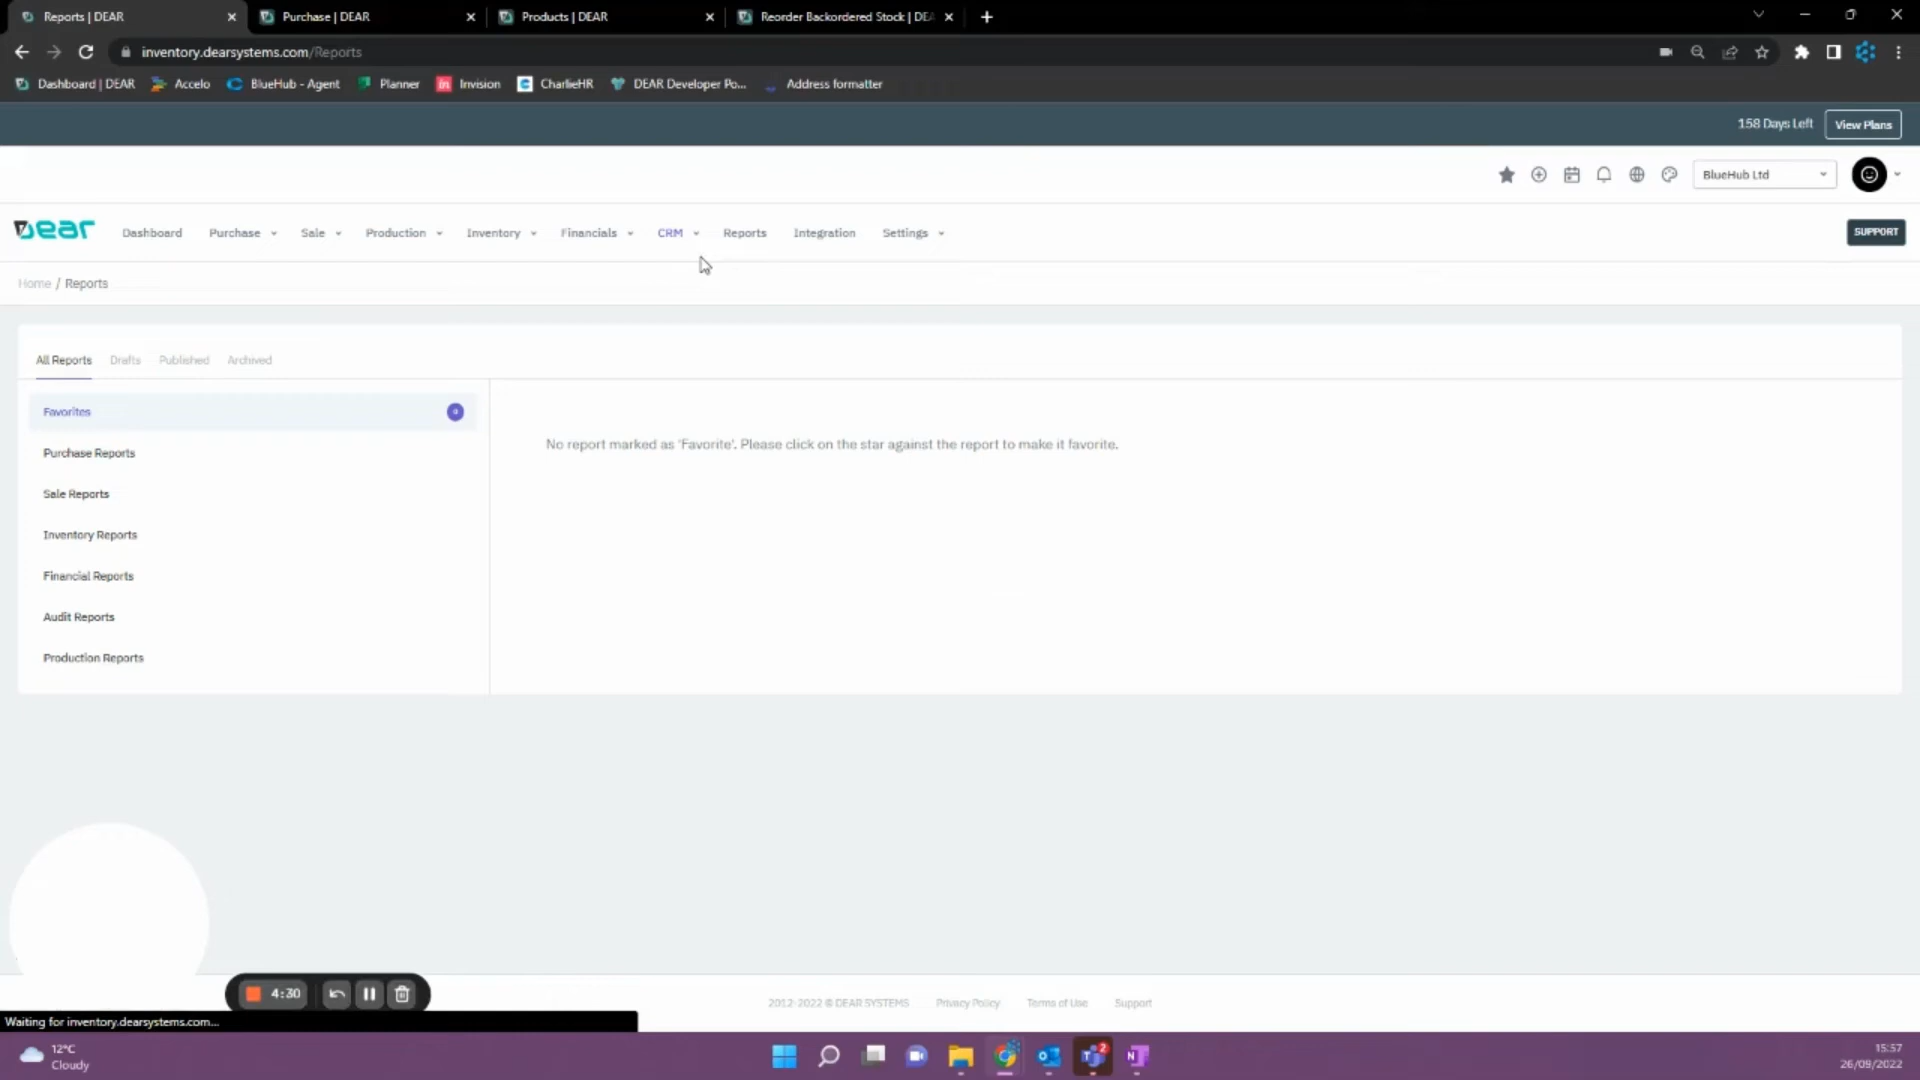 Reports | DEAR
Purchase | DEAR
Products | DEAR
Reorder Backordered Stock | DEA
inventory.dearsystems.com/Reports
Dashboard | DEAR
Accelo
BlueHub - Agent
Planner
in Invision
CharlieHR
DEAR Developer Po...
Address formatter
158 Days Left
View Plans
BlueHub Ltd
Dear
Dashboard
Purchase
Sale
Production
Inventory
Financials
CRM
Reports
Integration
Settings
SUPPORT
Home / Reports
All Reports
Drafts
Published
Archived
Favorites
0
No report marked as 'Favorite'. Please click on the star against the report to make it favorite.
Purchase Reports
Sale Reports
Inventory Reports
Financial Reports
Audit Reports
Production Reports
4:30
2012-2022 © DEAR SYSTEMS
Privacy Policy
Terms of Use
Support
Waiting for inventory.dearsystems.com...
12°C
Cloudy
2
15:57
26/09/2022